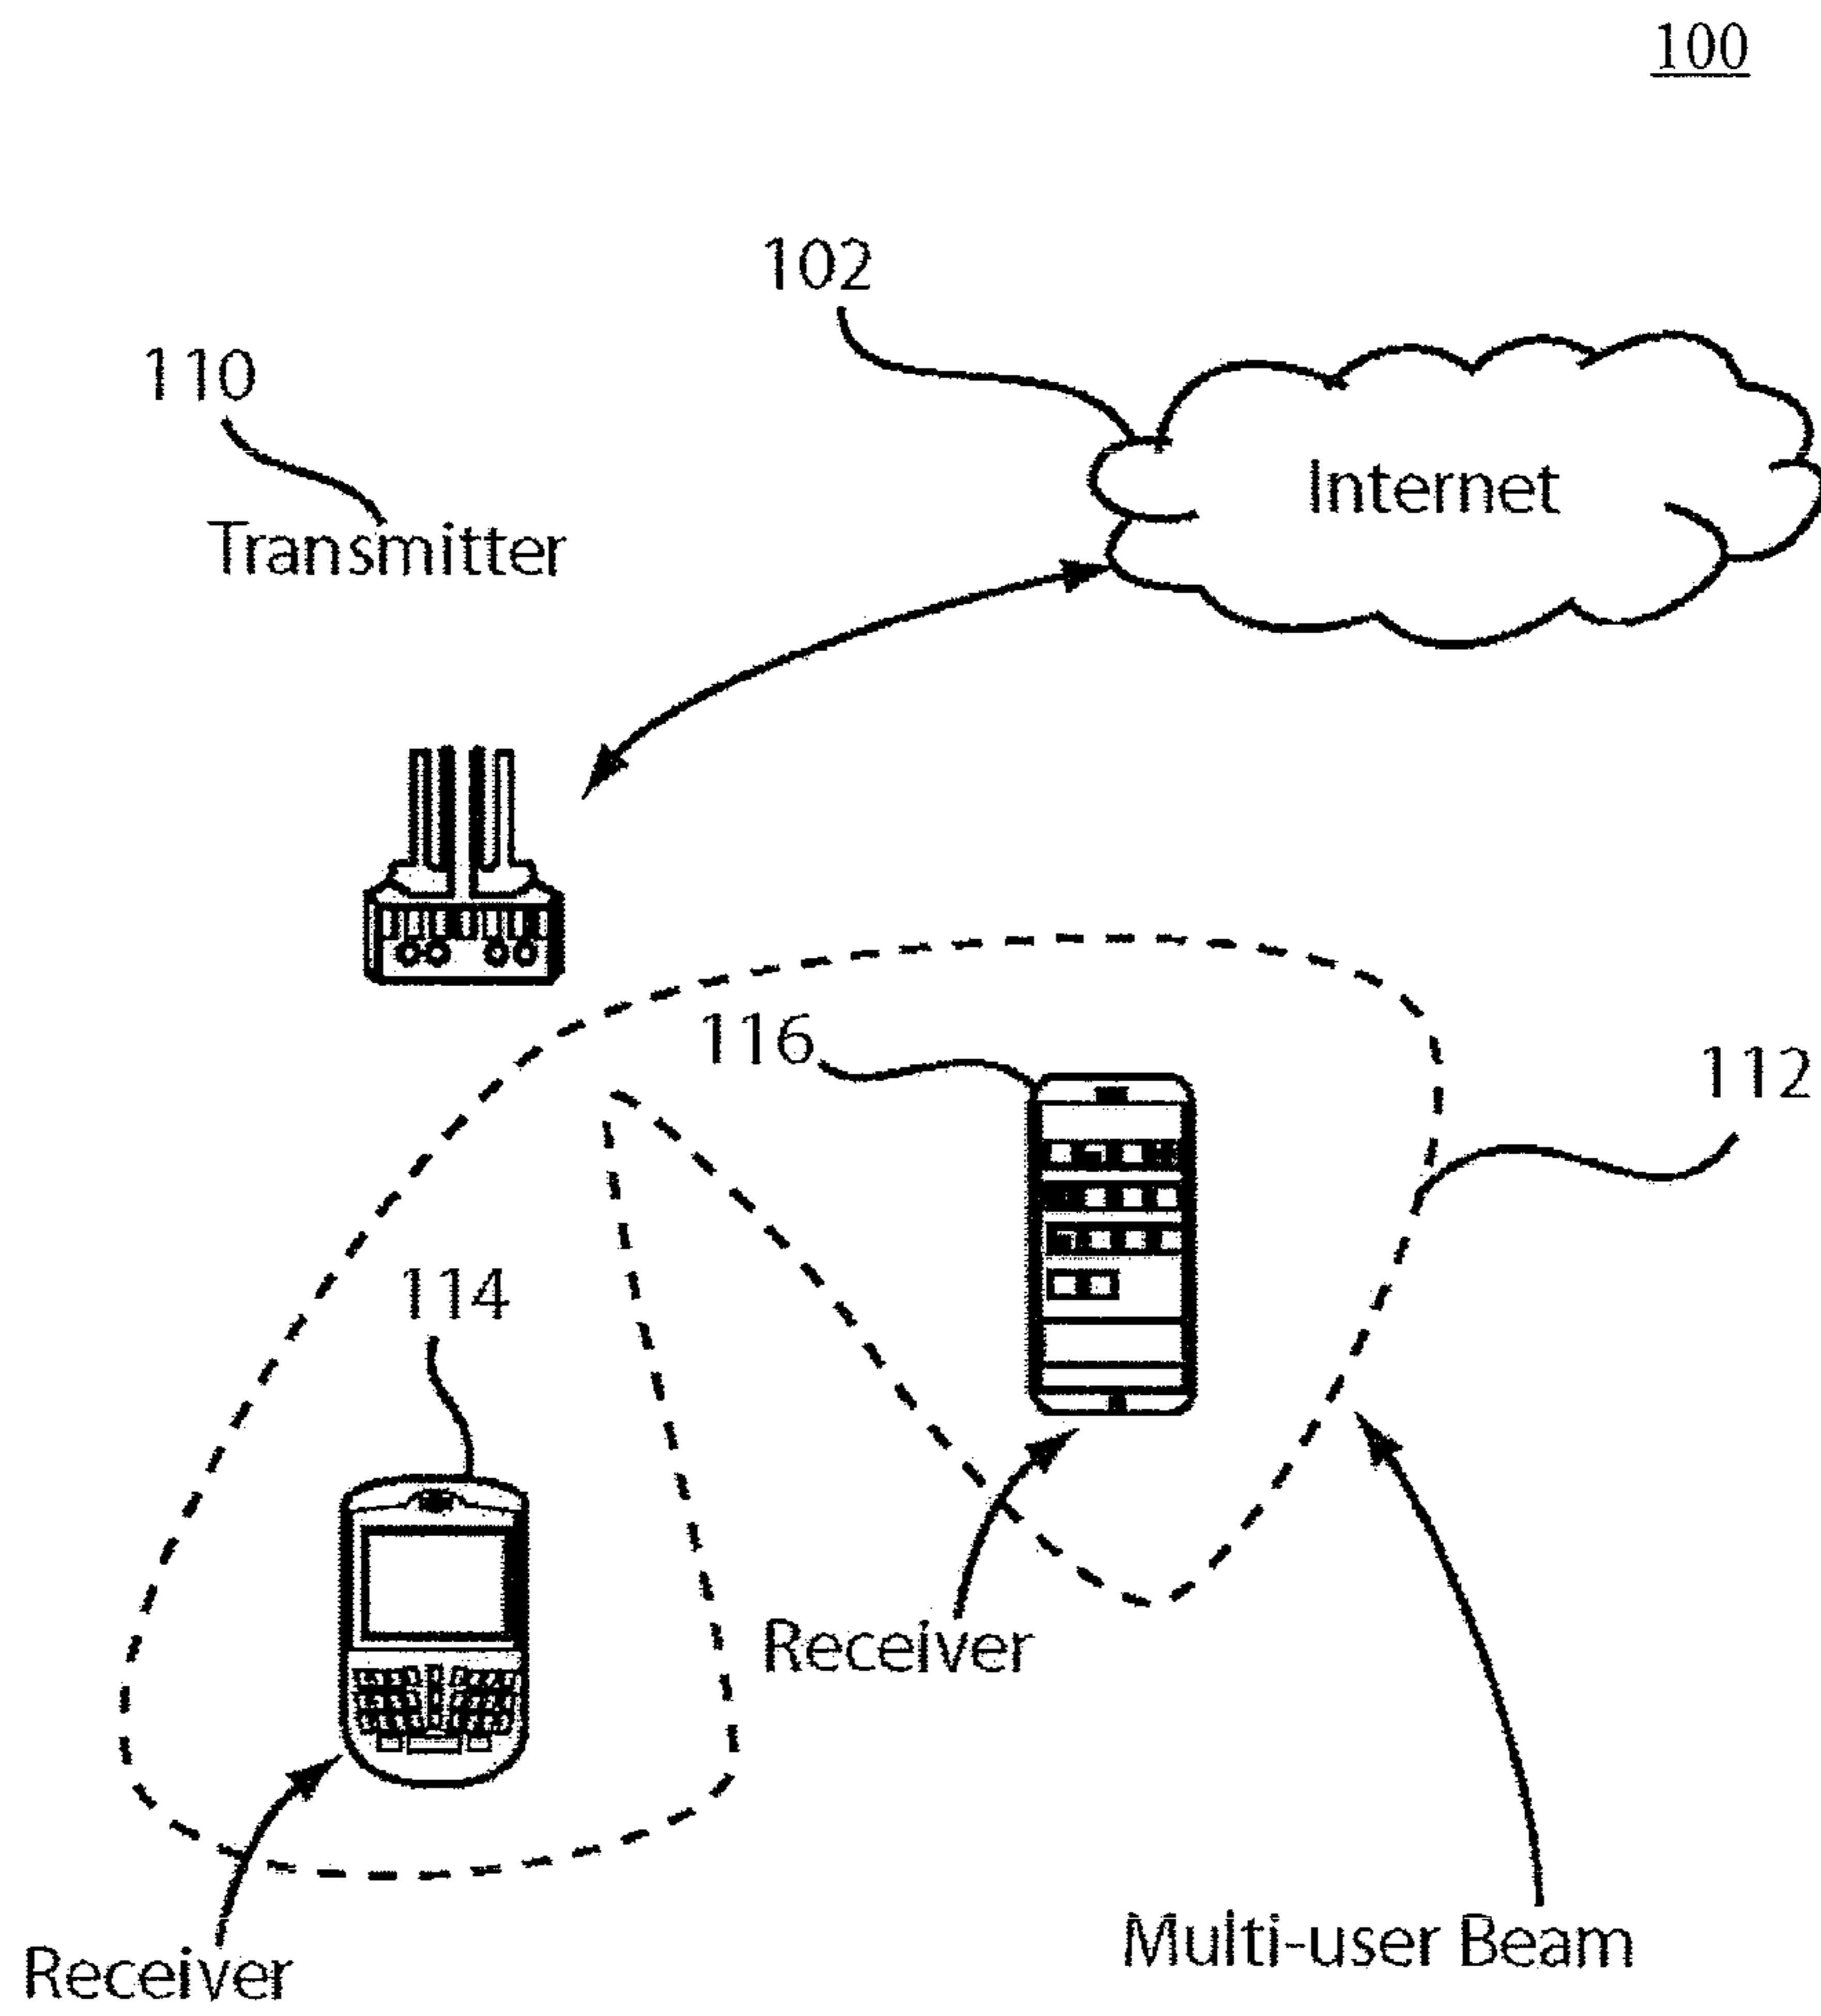 100
102
110
Internet
Transmitter
116
112
114
Receiver
Multi-user Beam
Receiver